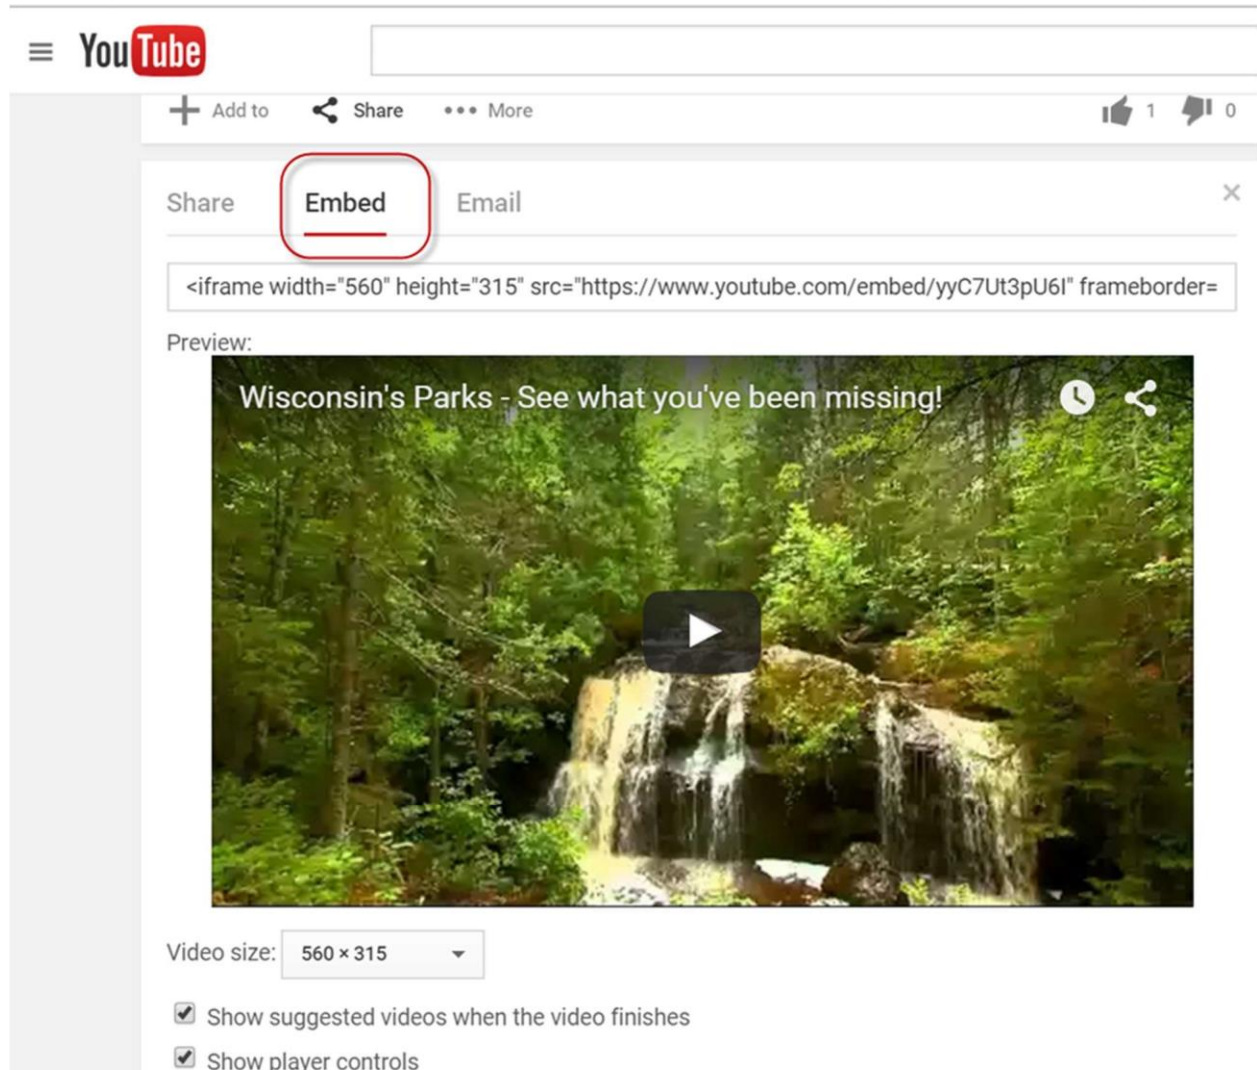 YouTube
Add to Share More 1 0
Share Embed Email
<iframe width="560" height="315" src="https://www.youtube.com/embed/yyC7Ut3pU6I" frameborder=
Preview:
Wisconsin's Parks - See what you've been missing!
Video size: 560 × 315
Show suggested videos when the video finishes
Show player controls